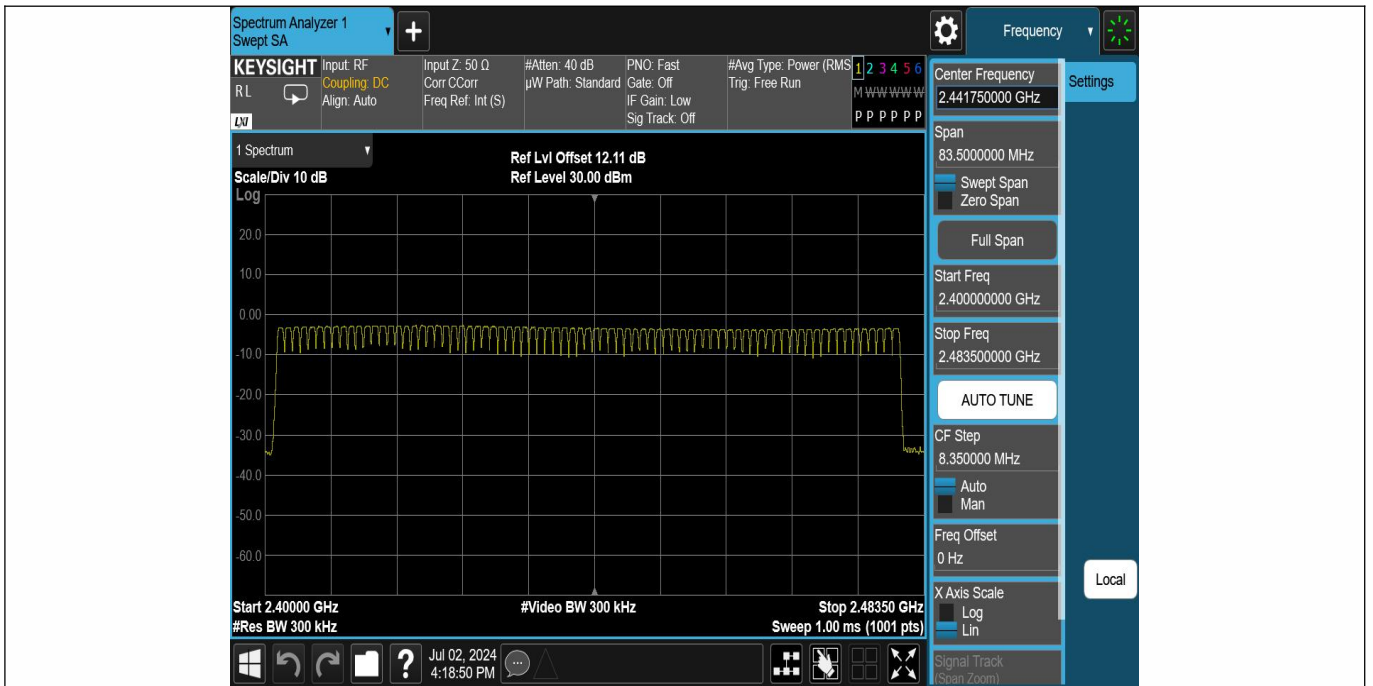 Spectrum Analyzer 1
Swept SA
Frequency
KEYSIGHT
RL
LXI
Input: RF
Coupling: DC
Align: Auto
Input Z: 50 Ω
Corr CCorr
Freq Ref: Int (S)
#Atten: 40 dB
µW Path: Standard
PNO: Fast
Gate: Off
IF Gain: Low
Sig Track: Off
#Avg Type: Power (RMS
Trig: Free Run
1 2 3 4 5 6
M W W W W W
P P P P P P
Center Frequency
2.441750000 GHz
Settings
Span
83.5000000 MHz
Swept Span
Zero Span
Full Span
Start Freq
2.400000000 GHz
Stop Freq
2.483500000 GHz
AUTO TUNE
CF Step
8.350000 MHz
Auto
Man
Freq Offset
0 Hz
X Axis Scale
Log
Lin
Signal Track
(Span Zoom)
Local
1 Spectrum
Scale/Div 10 dB
Ref Lvl Offset 12.11 dB
Ref Level 30.00 dBm
Log
20.0
10.0
0.00
-10.0
-20.0
-30.0
-40.0
-50.0
-60.0
Start 2.40000 GHz
#Video BW 300 kHz
Stop 2.48350 GHz
#Res BW 300 kHz
Sweep 1.00 ms (1001 pts)
?
Jul 02, 2024
4:18:50 PM